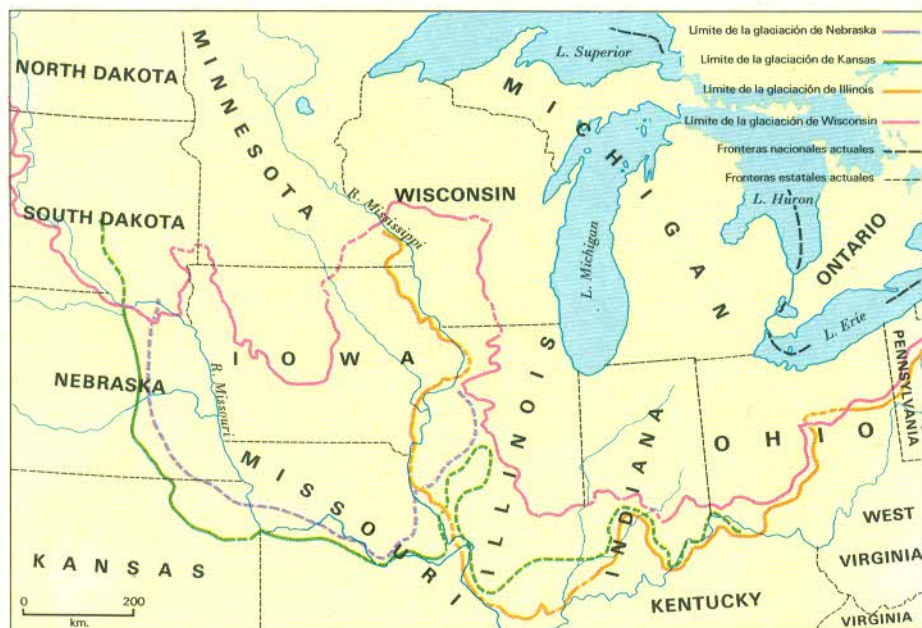 Límite de la glaciación de Nebraska
Límite de la glaciación de Kansas
Límite de la glaciación de Illinois
Límite de la glaciación de Wisconsin
Fronteras nacionales actuales
Fronteras estatales actuales
NORTH DAKOTA
MINNESOTA
L. Superior
MICHIGAN
SOUTH DAKOTA
R. Mississippi
WISCONSIN
L. Michigan
L. Huron
ONTARIO
L. Erie
PENNSYLVANIA
NEBRASKA
IOWA
R. Missouri
ILLINOIS
INDIANA
OHIO
MISSOURI
WEST
VIRGINIA
KANSAS
KENTUCKY
VIRGINIA
0 200
km.